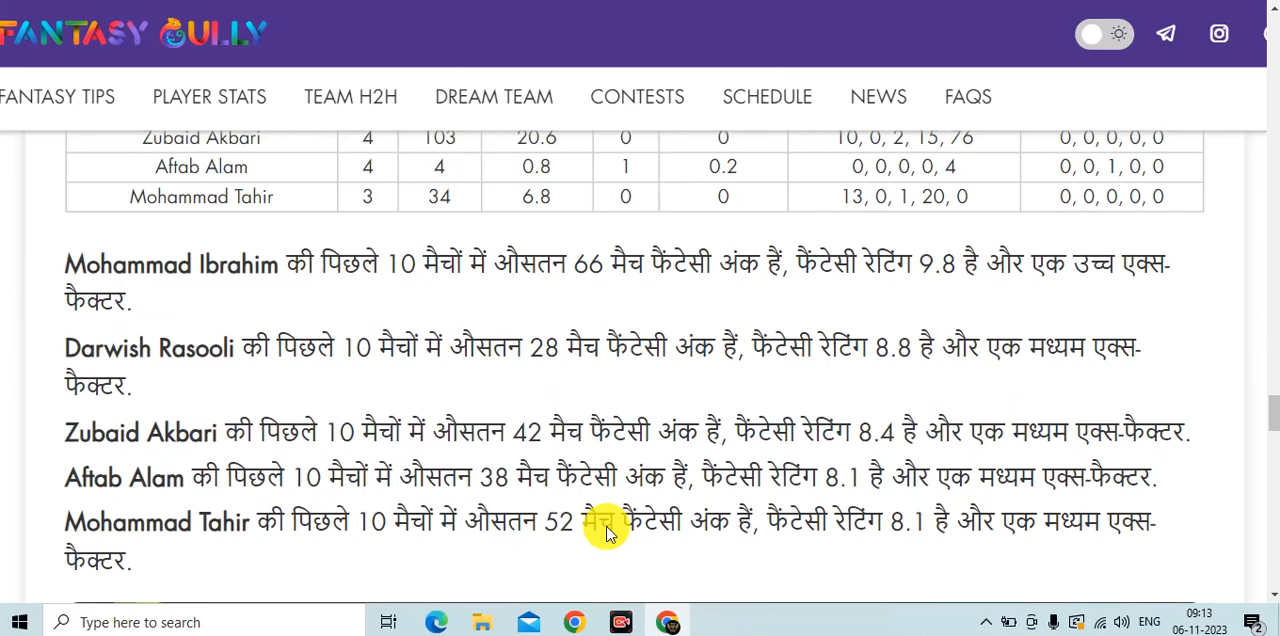 FANTASY GULLY
FANTASY TIPS PLAYER STATS TEAM H2H DREAM TEAM CONTESTS SCHEDULE NEWS FAQS
Zubaid Akbari 4 103 20.6 0 0 10, 0, 2, 15, 76 0, 0, 0, 0, 0
Aftab Alam 4 4 0.8 1 0.2 0, 0, 0, 0, 4 0, 0, 1, 0, 0
Mohammad Tahir 3 34 6.8 0 0 13, 0, 1, 20, 0 0, 0, 0, 0, 0
Mohammad Ibrahim की पिछले 10 मैचों में औसतन 66 मैच फैंटेसी अंक हैं, फैंटेसी रेटिंग 9.8 है और एक उच्च एक्स-
फैक्टर.
Darwish Rasooli की पिछले 10 मैचों में औसतन 28 मैच फैंटेसी अंक हैं, फैंटेसी रेटिंग 8.8 है और एक मध्यम एक्स-
फैक्टर.
Zubaid Akbari की पिछले 10 मैचों में औसतन 42 मैच फैंटेसी अंक हैं, फैंटेसी रेटिंग 8.4 है और एक मध्यम एक्स-फैक्टर.
Aftab Alam की पिछले 10 मैचों में औसतन 38 मैच फैंटेसी अंक हैं, फैंटेसी रेटिंग 8.1 है और एक मध्यम एक्स-फैक्टर.
Mohammad Tahir की पिछले 10 मैचों में औसतन 52 मैच फैंटेसी अंक हैं, फैंटेसी रेटिंग 8.1 है और एक मध्यम एक्स-
फैक्टर.
Type here to search
ENG
09:13
06-11-2023
2